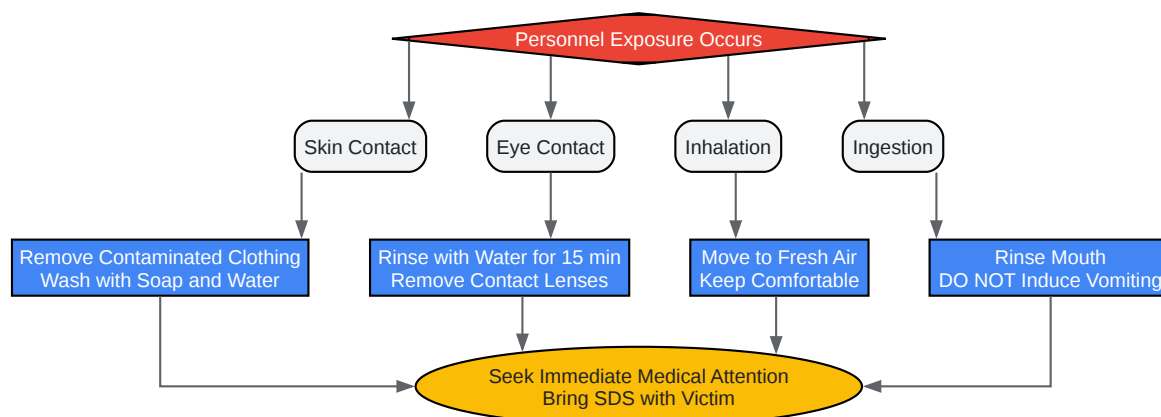 Personnel Exposure Occurs
Skin Contact
Eye Contact
Inhalation
Ingestion
Remove Contaminated Clothing
Wash with Soap and Water
Rinse with Water for 15 min
Remove Contact Lenses
Move to Fresh Air
Keep Comfortable
Rinse Mouth
DO NOT Induce Vomiting
Seek Immediate Medical Attention
Bring SDS with Victim